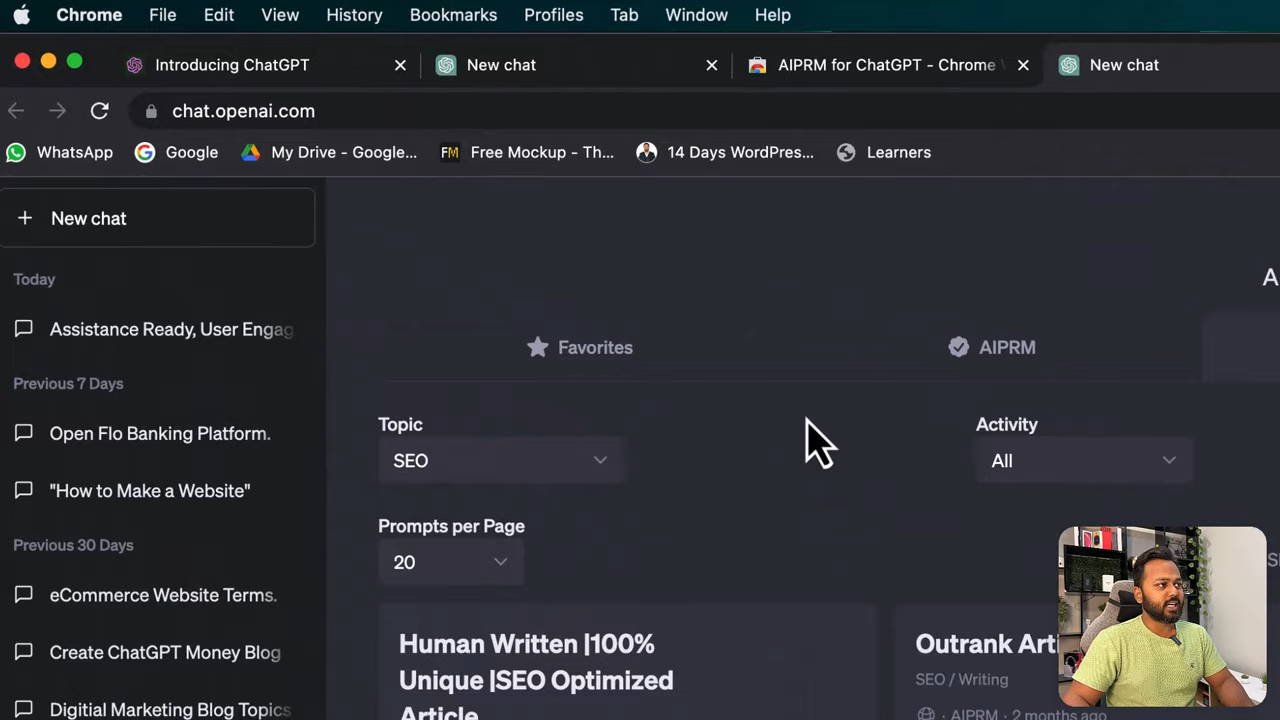 Chrome File Edit View History Bookmarks Profiles Tab Window Help
Introducing ChatGPT New chat AIPRM for ChatGPT - Chrome New chat
chat.openai.com
WhatsApp Google My Drive - Google... FM Free Mockup - Th... 14 Days WordPres... Learners
+ New chat
Today
Assistance Ready, User Engag
Previous 7 Days
Open Flo Banking Platform.
"How to Make a Website"
Previous 30 Days
eCommerce Website Terms.
Create ChatGPT Money Blog
Digitial Marketing Blog Topics
A
Favorites AIPRM
Topic Activity
SEO All
Prompts per Page
20
Human Written |100%
Unique |SEO Optimized
Article
Outrank Arti
SEO / Writing
AIPRM - 2 months ago